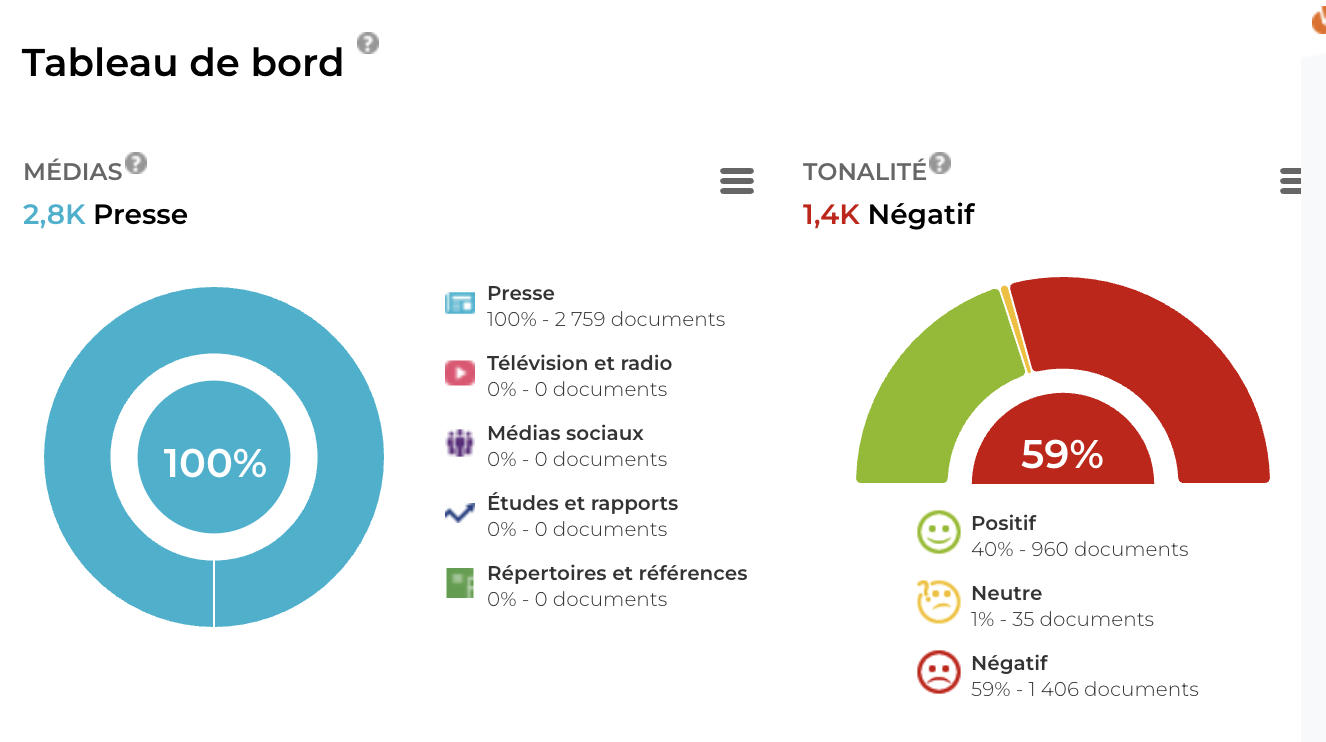 Tableau de bord ?
MÉDIAS ?
2,8K Presse
100%
Presse
100% - 2 759 documents
Télévision et radio
0% - 0 documents
Médias sociaux
0% - 0 documents
Études et rapports
0% - 0 documents
Répertoires et références
0% - 0 documents
TONALITÉ ?
1,4K Négatif
59%
Positif
40% - 960 documents
Neutre
1% - 35 documents
Négatif
59% - 1 406 documents